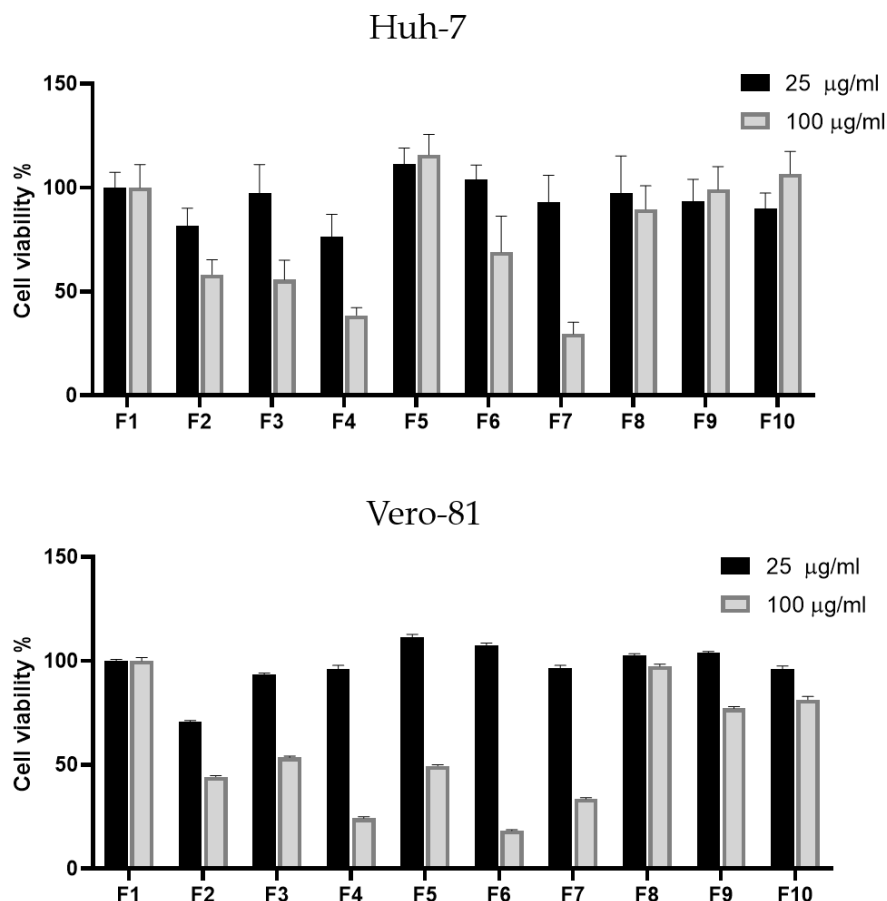 Huh-7
150
100
50
0
Cell viability %
25 μg/ml
100 μg/ml
F1 F2 F3 F4 F5 F6 F7 F8 F9 F10
Vero-81
150
100
50
0
Cell viability %
25 μg/ml
100 μg/ml
F1 F2 F3 F4 F5 F6 F7 F8 F9 F10